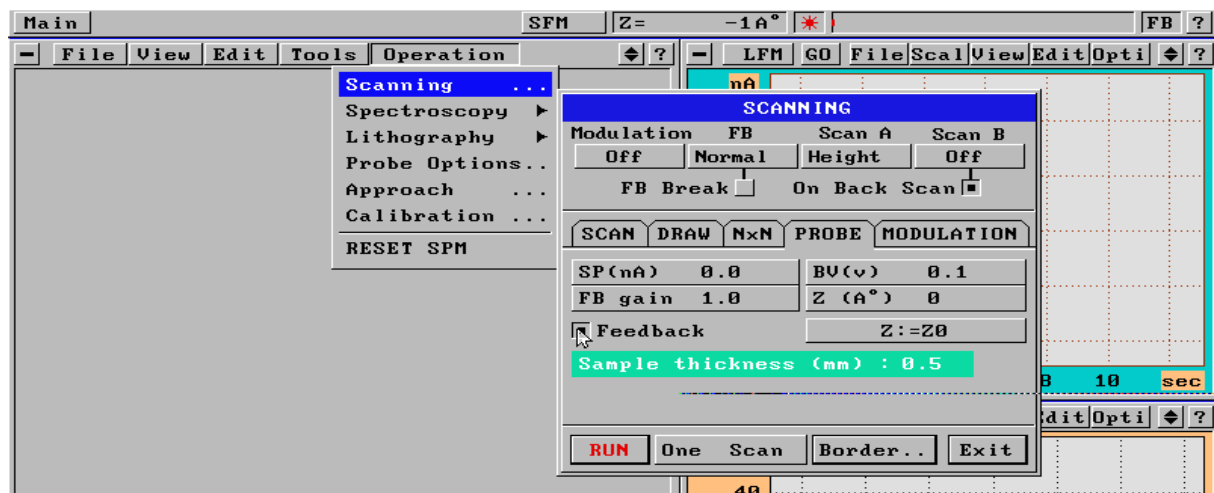 Main SFM Z= -1A° FB ?
− File View Edit Tools Operation ?
− LFM GO File Scal View Edit Opti ?
Scanning ...
Spectroscopy
Lithography
Probe Options..
Approach ...
Calibration ...
RESET SPM
nA
SCANNING
Modulation FB Scan A Scan B
Off Normal Height Off
FB Break On Back Scan
SCAN DRAW N×N PROBE MODULATION
SP(nA) 0.0 BV(v) 0.1
FB gain 1.0 Z (A°) 0
Feedback Z:=Z0
Sample thickness (mm) : 0.5
10 sec
Opti ?
RUN One Scan Border.. Exit
40